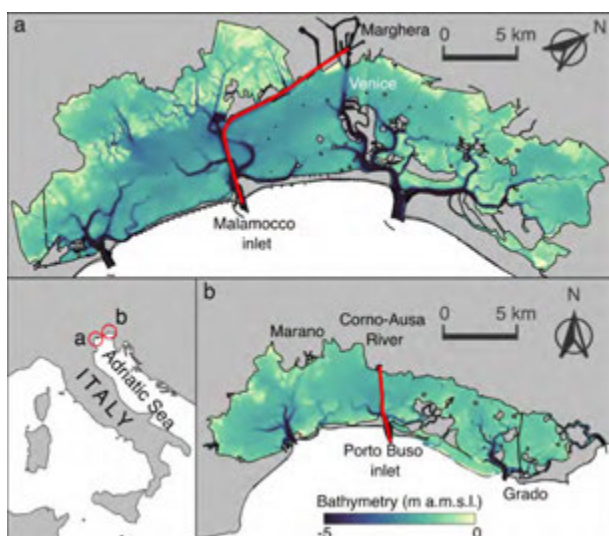 a
Marghera
0 5 km
N
Venice
Malamocco
inlet
b
a
Adriatic Sea
ITALY
b
Marano
Corno-Ausa
River
0 5 km
N
Porto Buso
inlet
Grado
Bathymetry (m a.m.s.l.)
-5 0